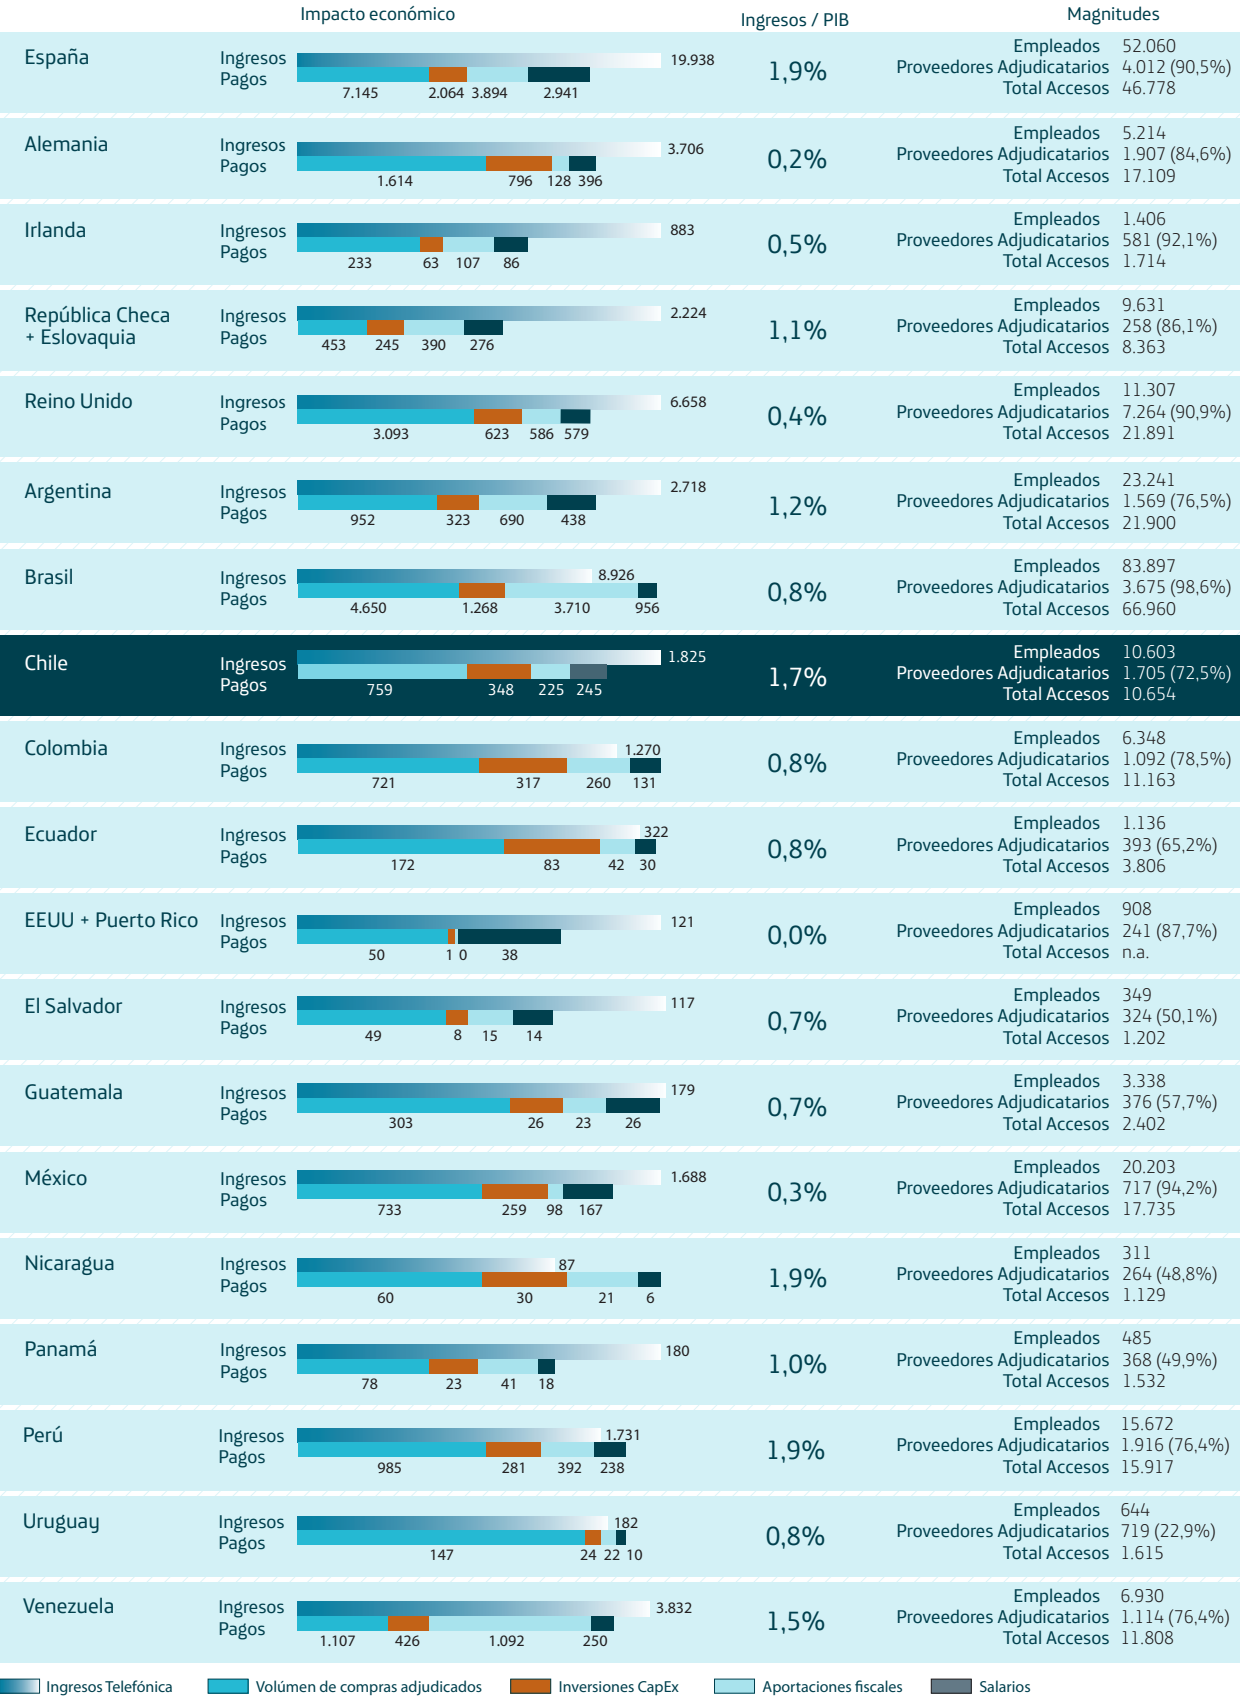 Impacto económico Ingresos / PIB Magnitudes
España Ingresos 19.938 1,9% Empleados 52.060
Pagos Proveedores Adjudicatarios 4.012 (90,5%)
7.145 2.064 3.894 2.941 Total Accesos 46.778
Alemania Ingresos 3.706 0,2% Empleados 5.214
Pagos Proveedores Adjudicatarios 1.907 (84,6%)
1.614 796 128 396 Total Accesos 17.109
Irlanda Ingresos 883 0,5% Empleados 1.406
Pagos Proveedores Adjudicatarios 581 (92,1%)
233 63 107 86 Total Accesos 1.714
República Checa Ingresos 2.224 1,1% Empleados 9.631
+ Eslovaquia Pagos Proveedores Adjudicatarios 258 (86,1%)
453 245 390 276 Total Accesos 8.363
Reino Unido Ingresos 6.658 0,4% Empleados 11.307
Pagos Proveedores Adjudicatarios 7.264 (90,9%)
3.093 623 586 579 Total Accesos 21.891
Argentina Ingresos 2.718 1,2% Empleados 23.241
Pagos Proveedores Adjudicatarios 1.569 (76,5%)
952 323 690 438 Total Accesos 21.900
Brasil Ingresos 8.926 0,8% Empleados 83.897
Pagos Proveedores Adjudicatarios 3.675 (98,6%)
4.650 1.268 3.710 956 Total Accesos 66.960
Chile Ingresos 1.825 1,7% Empleados 10.603
Pagos Proveedores Adjudicatarios 1.705 (72,5%)
759 348 225 245 Total Accesos 10.654
Colombia Ingresos 1.270 0,8% Empleados 6.348
Pagos Proveedores Adjudicatarios 1.092 (78,5%)
721 317 260 131 Total Accesos 11.163
Ecuador Ingresos 322 0,8% Empleados 1.136
Pagos Proveedores Adjudicatarios 393 (65,2%)
172 83 42 30 Total Accesos 3.806
EEUU + Puerto Rico Ingresos 121 0,0% Empleados 908
Pagos Proveedores Adjudicatarios 241 (87,7%)
50 1 0 38 Total Accesos n.a.
El Salvador Ingresos 117 0,7% Empleados 349
Pagos Proveedores Adjudicatarios 324 (50,1%)
49 8 15 14 Total Accesos 1.202
Guatemala Ingresos 179 0,7% Empleados 3.338
Pagos Proveedores Adjudicatarios 376 (57,7%)
303 26 23 26 Total Accesos 2.402
México Ingresos 1.688 0,3% Empleados 20.203
Pagos Proveedores Adjudicatarios 717 (94,2%)
733 259 98 167 Total Accesos 17.735
Nicaragua Ingresos 87 1,9% Empleados 311
Pagos Proveedores Adjudicatarios 264 (48,8%)
60 30 21 6 Total Accesos 1.129
Panamá Ingresos 180 1,0% Empleados 485
Pagos Proveedores Adjudicatarios 368 (49,9%)
78 23 41 18 Total Accesos 1.532
Perú Ingresos 1.731 1,9% Empleados 15.672
Pagos Proveedores Adjudicatarios 1.916 (76,4%)
985 281 392 238 Total Accesos 15.917
Uruguay Ingresos 182 0,8% Empleados 644
Pagos Proveedores Adjudicatarios 719 (22,9%)
147 24 22 10 Total Accesos 1.615
Venezuela Ingresos 3.832 1,5% Empleados 6.930
Pagos Proveedores Adjudicatarios 1.114 (76,4%)
1.107 426 1.092 250 Total Accesos 11.808
Ingresos Telefónica Volúmen de compras adjudicados Inversiones CapEx Aportaciones fiscales Salarios